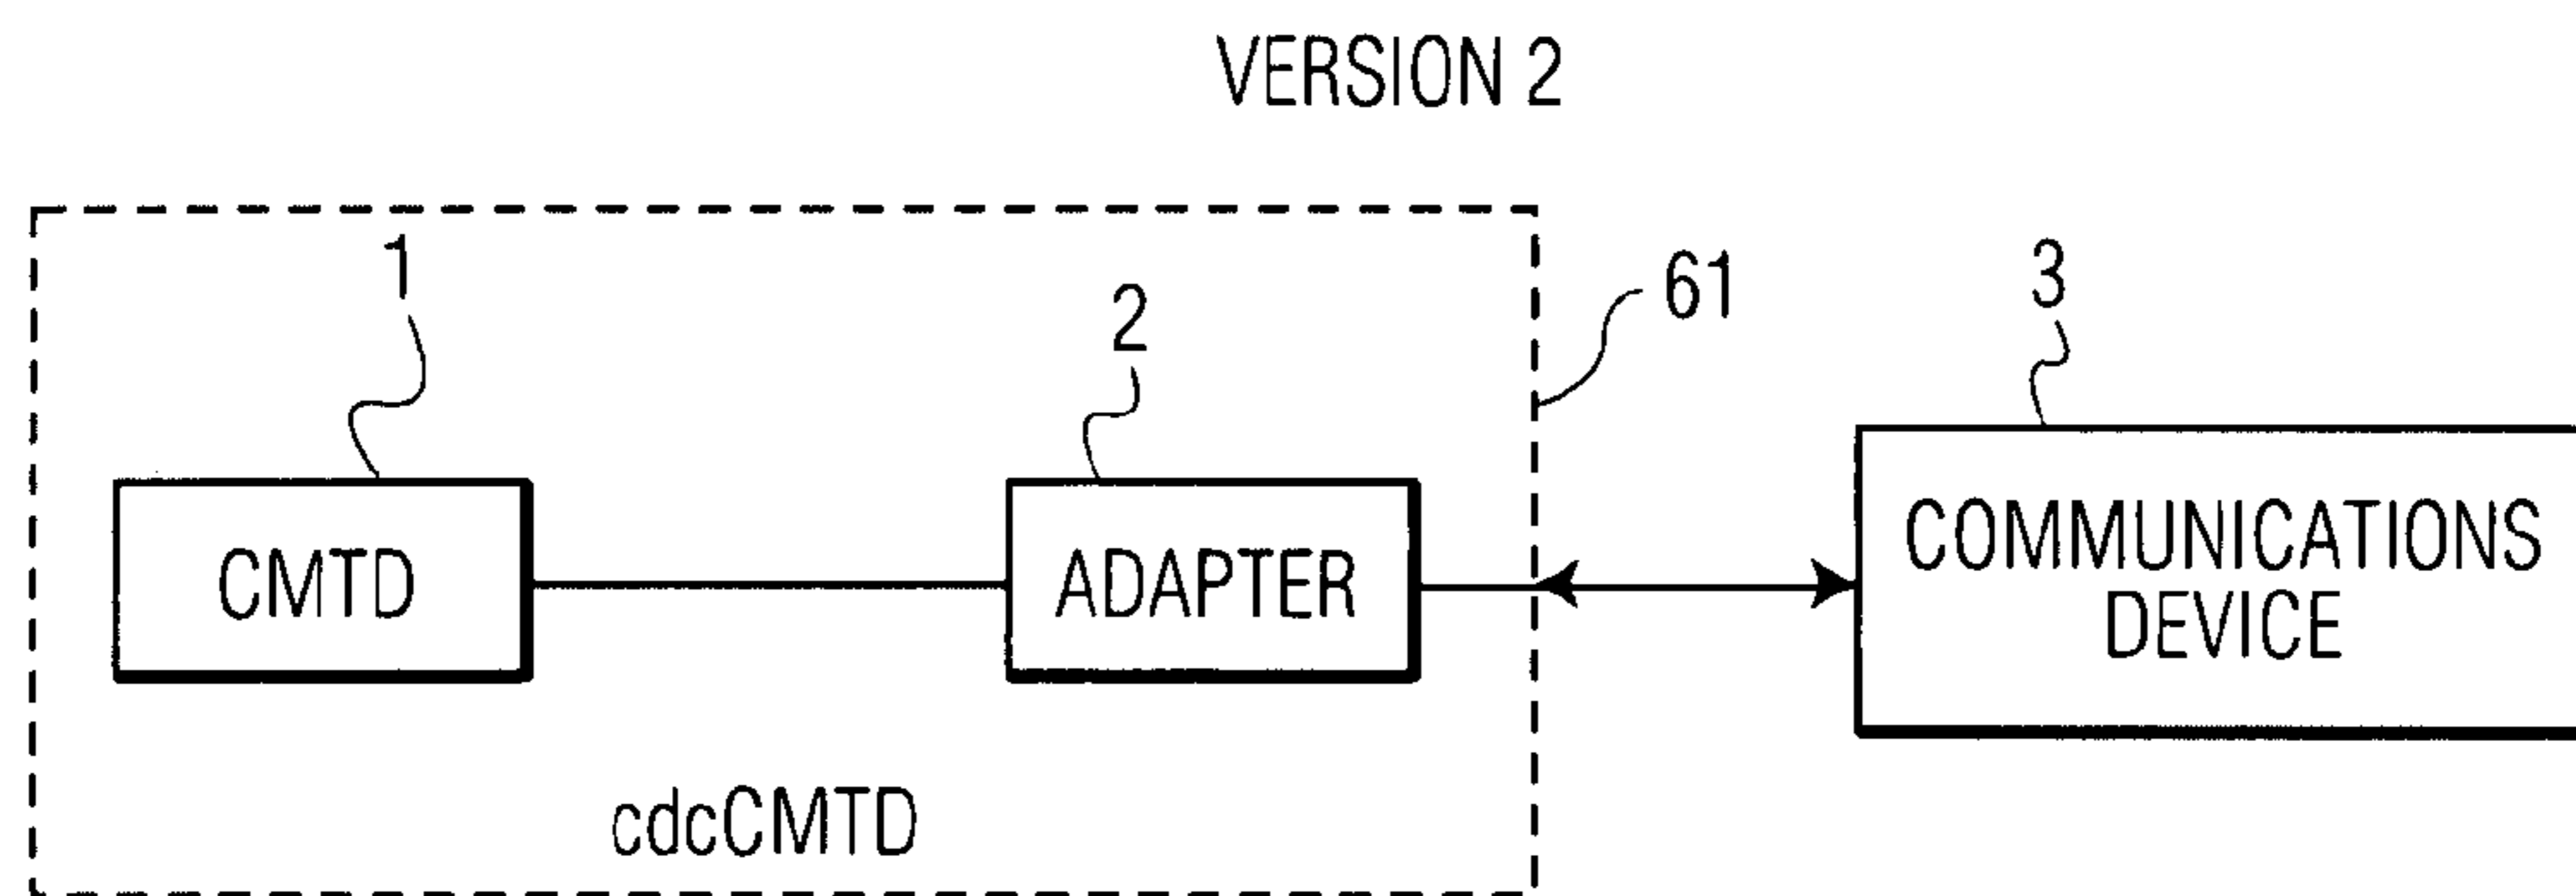 VERSION 2
1
2
61
3
CMTD
ADAPTER
COMMUNICATIONS
DEVICE
cdcCMTD